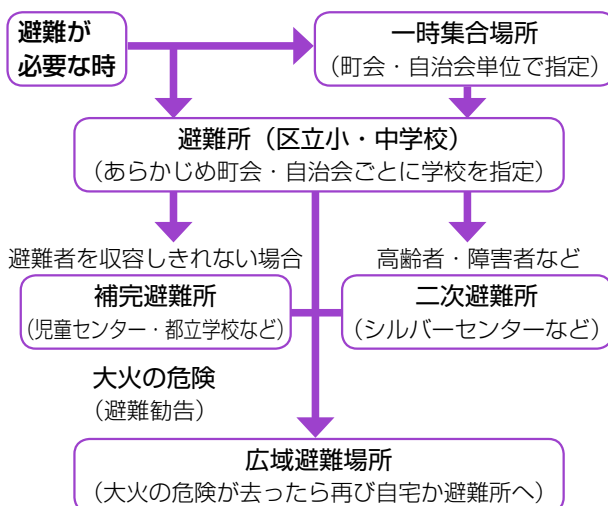 避難が
必要な時
一時集合場所
(町会・自治会単位で指定)
避難所(区立小・中学校)
(あらかじめ町会・自治会ごとに学校を指定)
避難者を収容しきれない場合
補完避難所
(児童センター・都立学校など)
高齢者・障害者など
二次避難所
(シルバーセンターなど)
大火の危険
(避難勧告)
広域避難場所
(大火の危険が去ったら再び自宅か避難所へ)